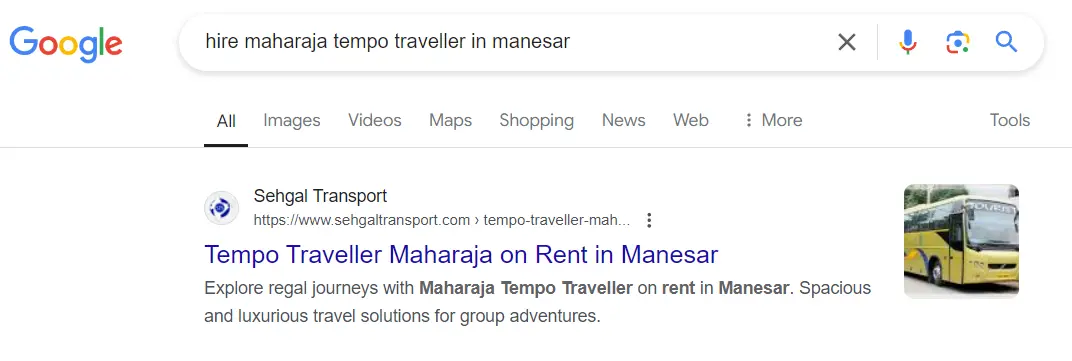 Google
hire maharaja tempo traveller in manesar
All Images Videos Maps Shopping News Web More Tools
Sehgal Transport
https://www.sehgaltransport.com › tempo-traveller-mah...
Tempo Traveller Maharaja on Rent in Manesar
Explore regal journeys with Maharaja Tempo Traveller on rent in Manesar. Spacious
and luxurious travel solutions for group adventures.
TOURIST